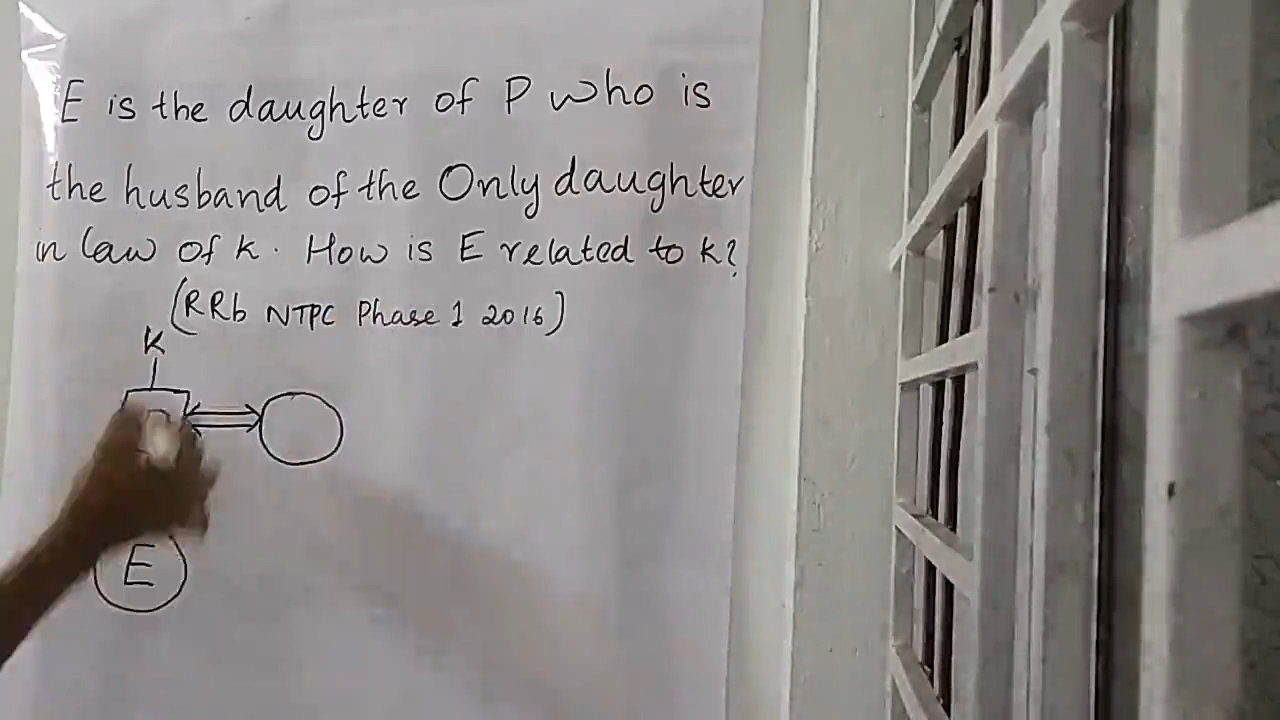 E is the daughter of P who is
the husband of the Only daughter
in law of k. How is E related to k?
(RRb NTPC Phase 1 2016)
k
E